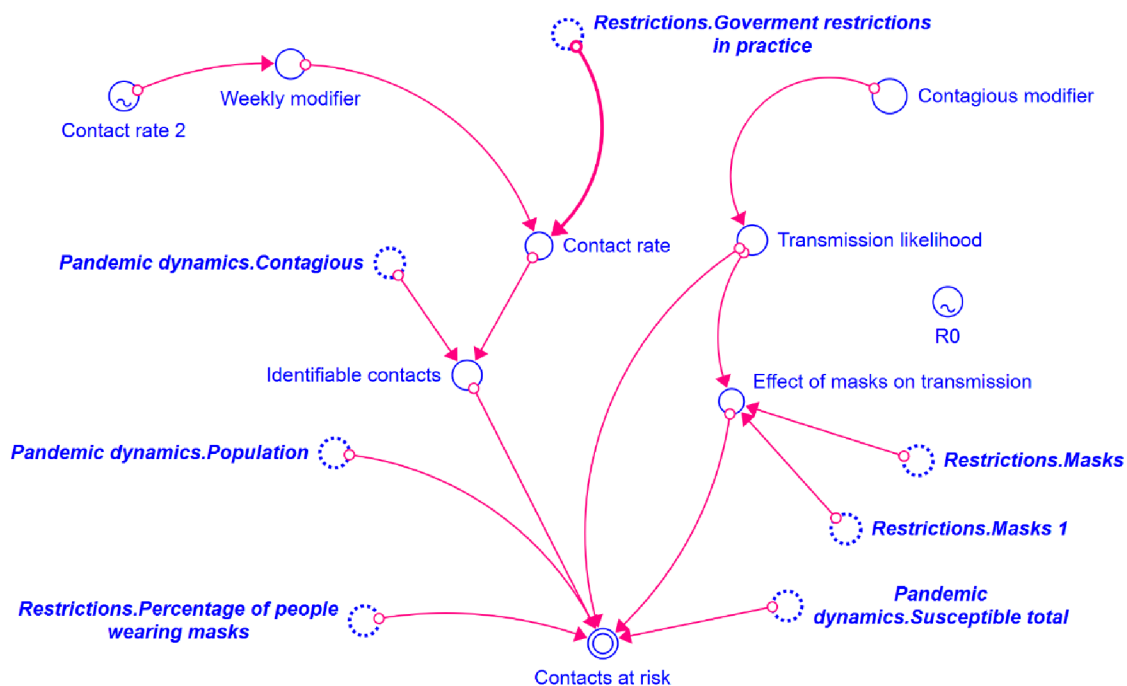 Restrictions.Goverment restrictions
in practice
Weekly modifier
Contagious modifier
Contact rate 2
Contact rate
Transmission likelihood
Pandemic dynamics.Contagious
R0
Identifiable contacts
Effect of masks on transmission
Pandemic dynamics.Population
Restrictions.Masks
Restrictions.Masks 1
Restrictions.Percentage of people
wearing masks
Pandemic
dynamics.Susceptible total
Contacts at risk